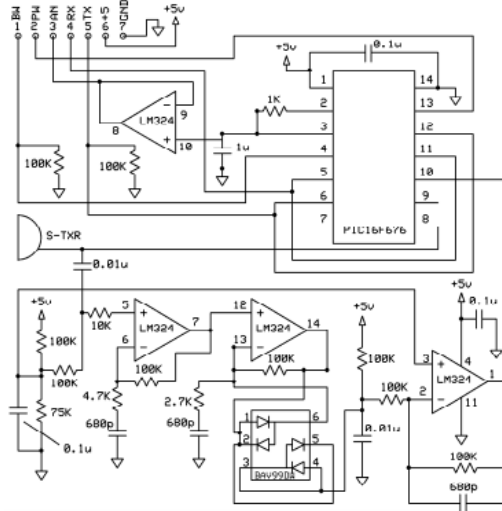 BW PW AN RX TX +5 GND
1 2 3 4 5 6 7
+5v
+5v
0.1u
1 14
1K
2 13
LM324
9
8
10
3 12
1u
4 11
100K
100K
5 10
6 9
7 8
PIC16F676
S-TXR
0.01u
+5v
+5v
+5v
0.1u
5
7
12
14
10K
LM324
LM324
100K
6
13
3
4
100K
100K
100K
100K
LM324
1
100K
2
11
4.7K
2.7K
75K
680p
680p
0.01u
0.1u
1 6
2 5
3 4
BAV99DW
100K
680p